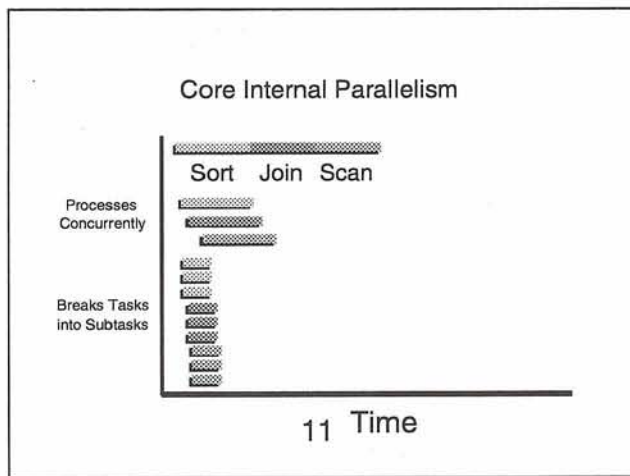 Core Internal Parallelism
Sort Join Scan
Processes
Concurrently
Breaks Tasks
into Subtasks
11 Time